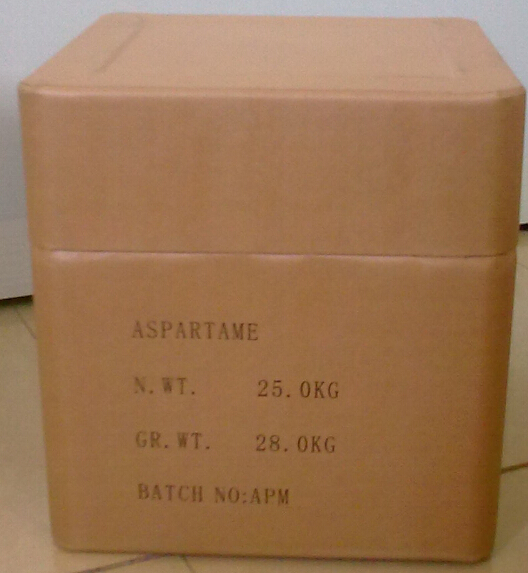 ASPARTAME
N.WT. 25.0KG
GR.WT. 28.0KG
BATCH NO:APM